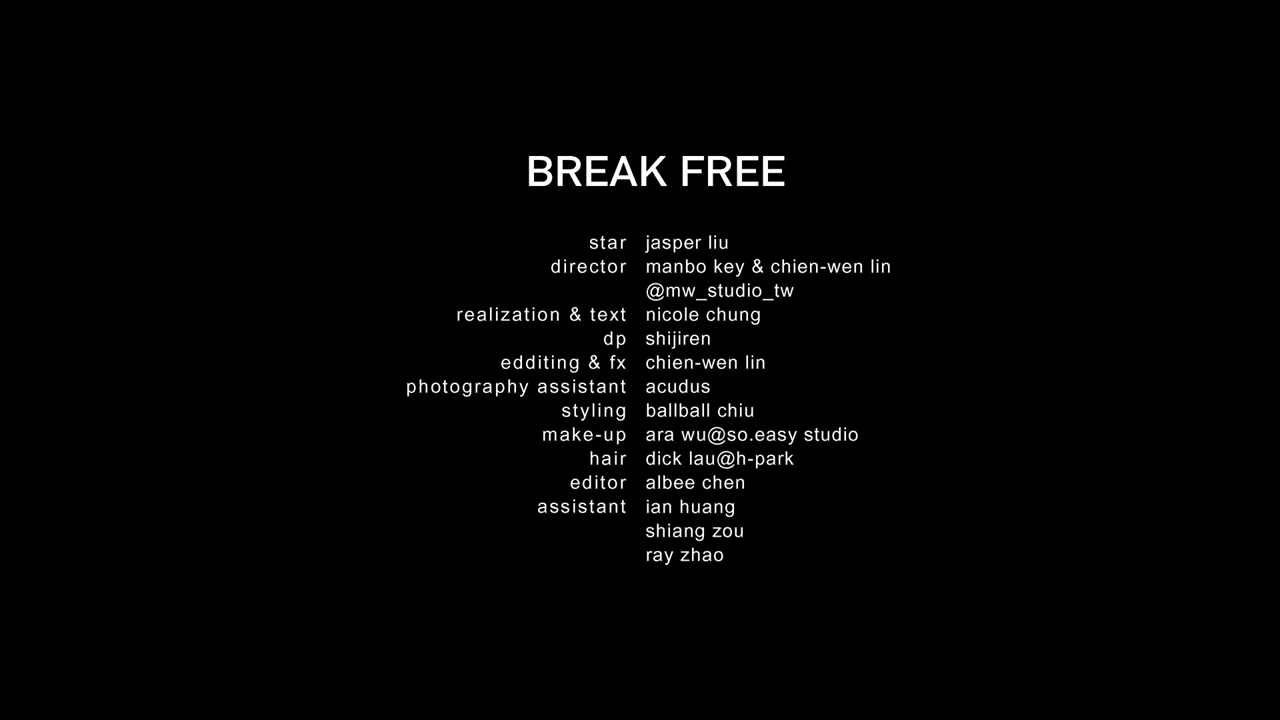 BREAK FREE
star jasper liu
director manbo key & chien-wen lin
@mw_studio_tw
realization & text nicole chung
dp shijiren
edditing & fx chien-wen lin
photography assistant acudus
styling ballball chiu
make-up ara wu@so.easy studio
hair dick lau@h-park
editor albee chen
assistant ian huang
shiang zou
ray zhao